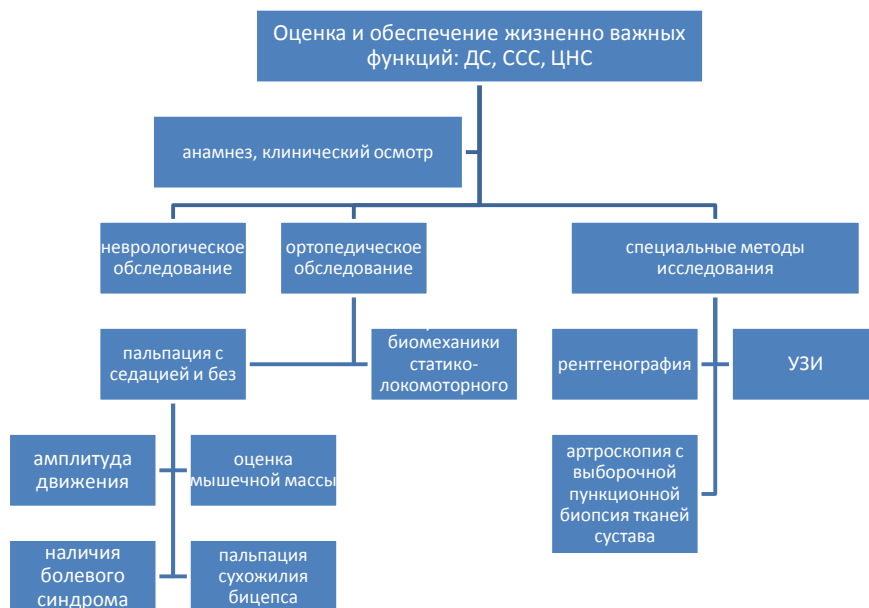 Оценка и обеспечение жизненно важных
функций: ДС, ССС, ЦНС
анамнез, клинический осмотр
неврологическое
обследование
ортопедическое
обследование
специальные методы
исследования
пальпация с
седацией и без
биомеханики
статико-
локомоторного
рентгенография
УЗИ
амплитуда
движения
оценка
мышечной массы
артроскопия с
выборочной
пункционной
биопсия тканей
сустава
наличия
болевого
синдрома
пальпация
сухожилия
бицепса